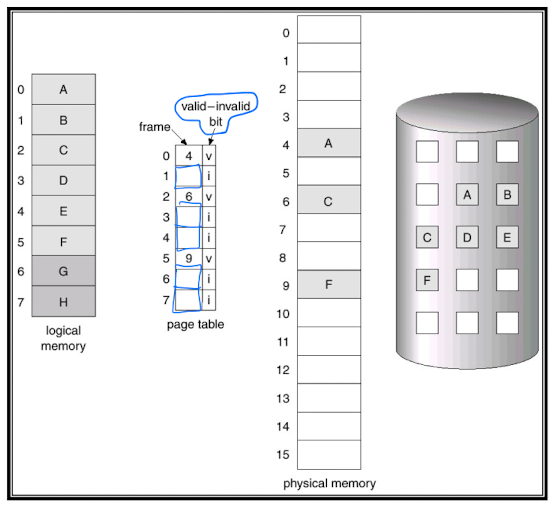 0 A
1 B
2 C
3 D
4 E
5 F
6 G
7 H
logical
memory
valid–invalid
bit
frame
0 4 v
1 i
2 6 v
3 i
4 i
5 9 v
6 i
7 i
page table
0
1
2
3
4 A
5
6 C
7
8
9 F
10
11
12
13
14
15
physical memory
A B
C D E
F